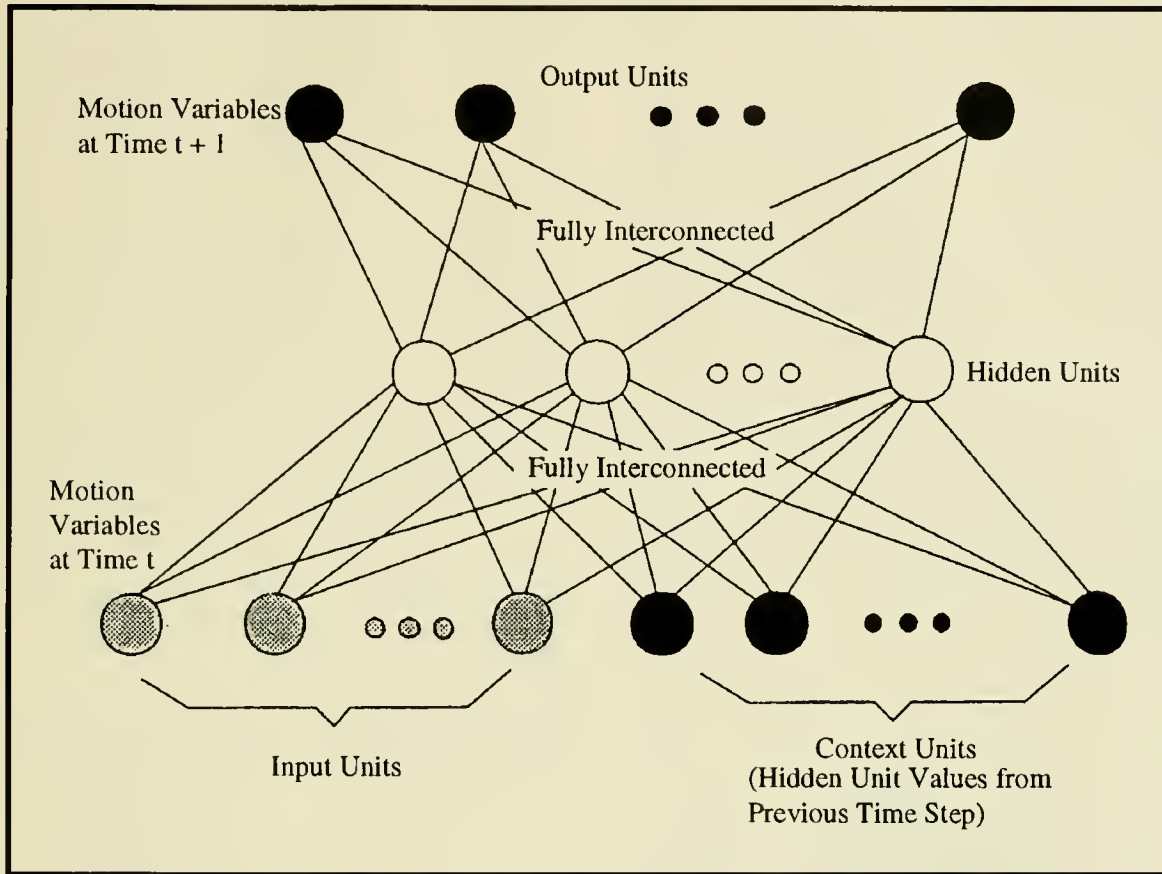 Output Units
Motion Variables
at Time t + 1
Fully Interconnected
Hidden Units
Fully Interconnected
Motion
Variables
at Time t
Input Units
Context Units
(Hidden Unit Values from
Previous Time Step)